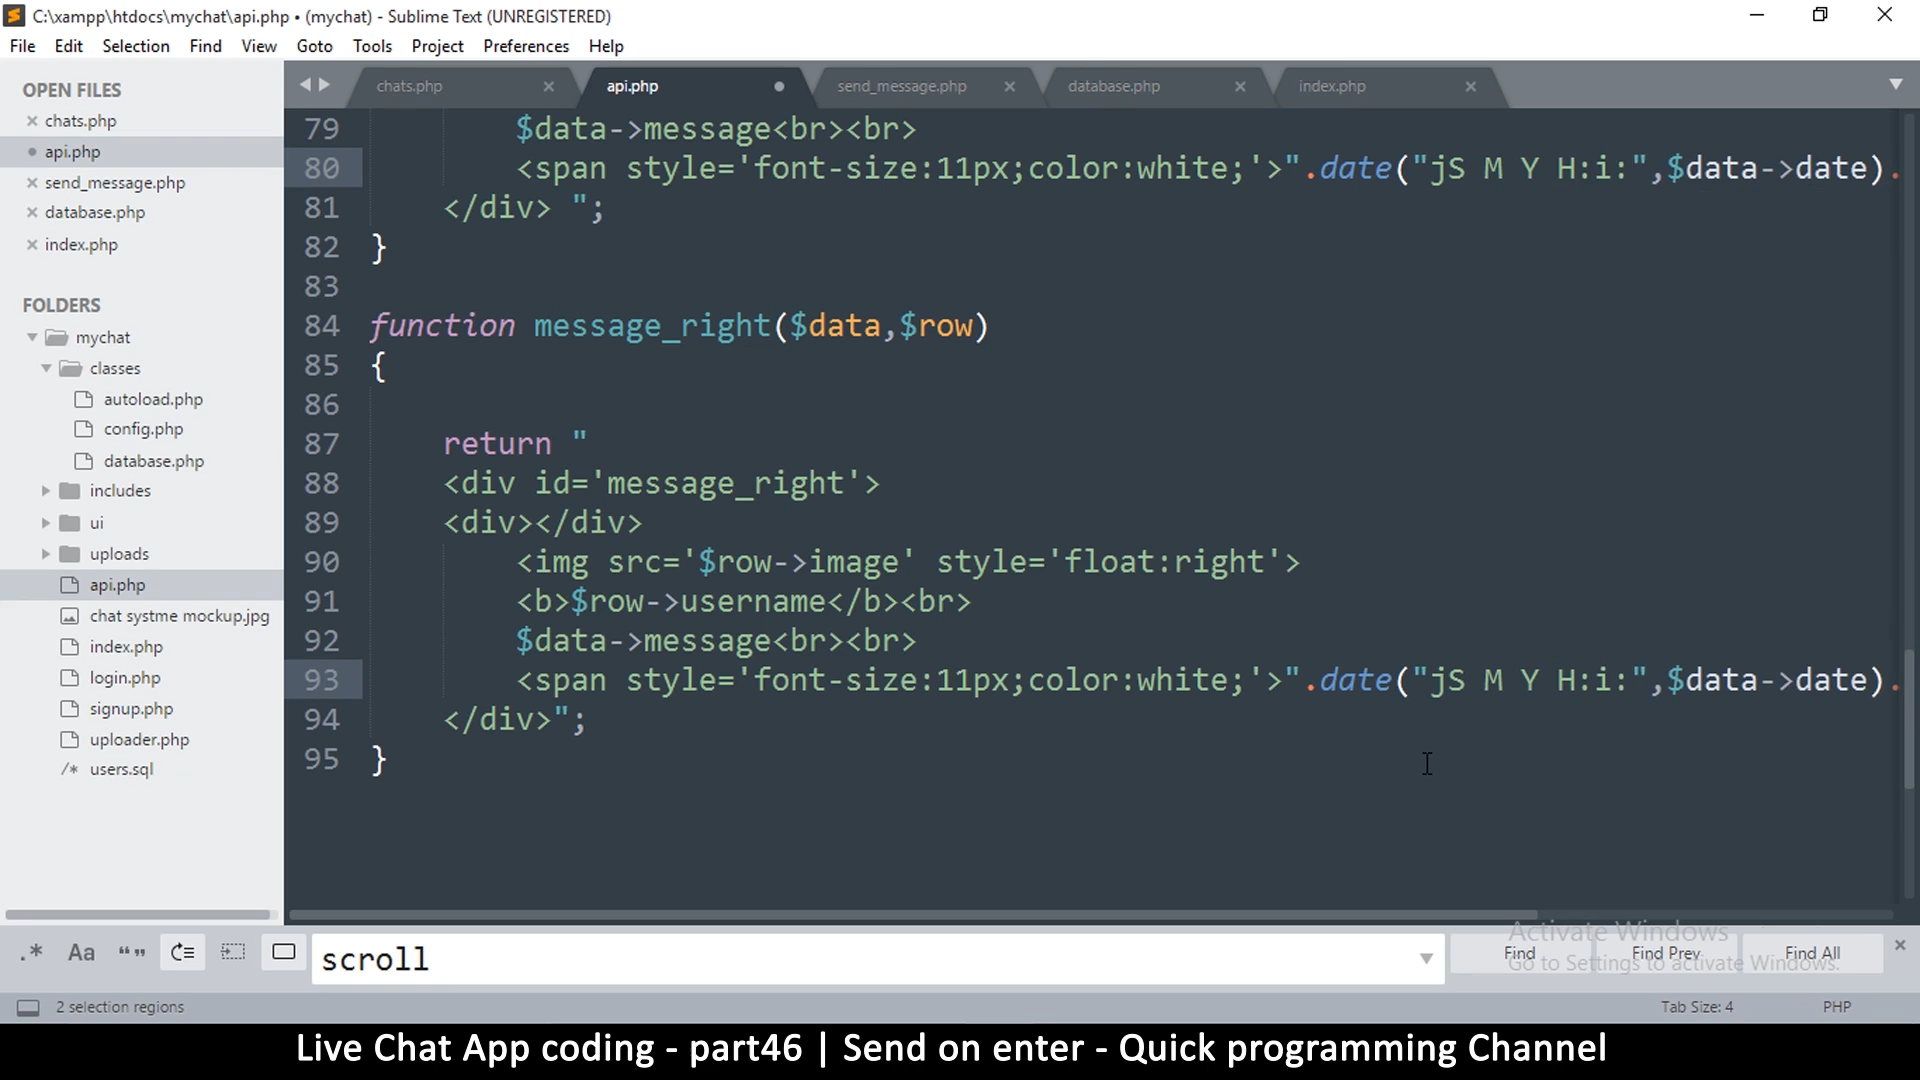 C:\xampp\htdocs\mychat\api.php • (mychat) - Sublime Text (UNREGISTERED)
File Edit Selection Find View Goto Tools Project Preferences Help
OPEN FILES
chats.php
api.php
send_message.php
database.php
index.php
FOLDERS
mychat
classes
autoload.php
config.php
database.php
includes
ui
uploads
api.php
chat systme mockup.jpg
index.php
login.php
signup.php
uploader.php
/* users.sql
chats.php api.php send_message.php database.php index.php
79 $data->message<br><br>
80 <span style='font-size:11px;color:white;'>".date("jS M Y H:i:",$data->date).
81 </div> ";
82 }
83
84 function message_right($data,$row)
85 {
86
87 return "
88 <div id='message_right'>
89 <div></div>
90 <img src='$row->image' style='float:right'>
91 <b>$row->username</b><br>
92 $data->message<br><br>
93 <span style='font-size:11px;color:white;'>".date("jS M Y H:i:",$data->date).
94 </div>";
95 }
.* Aa “” scroll Find Find Prev Find All
Activate Windows
Go to Settings to activate Windows.
2 selection regions Tab Size: 4 PHP
Live Chat App coding - part46 | Send on enter - Quick programming Channel